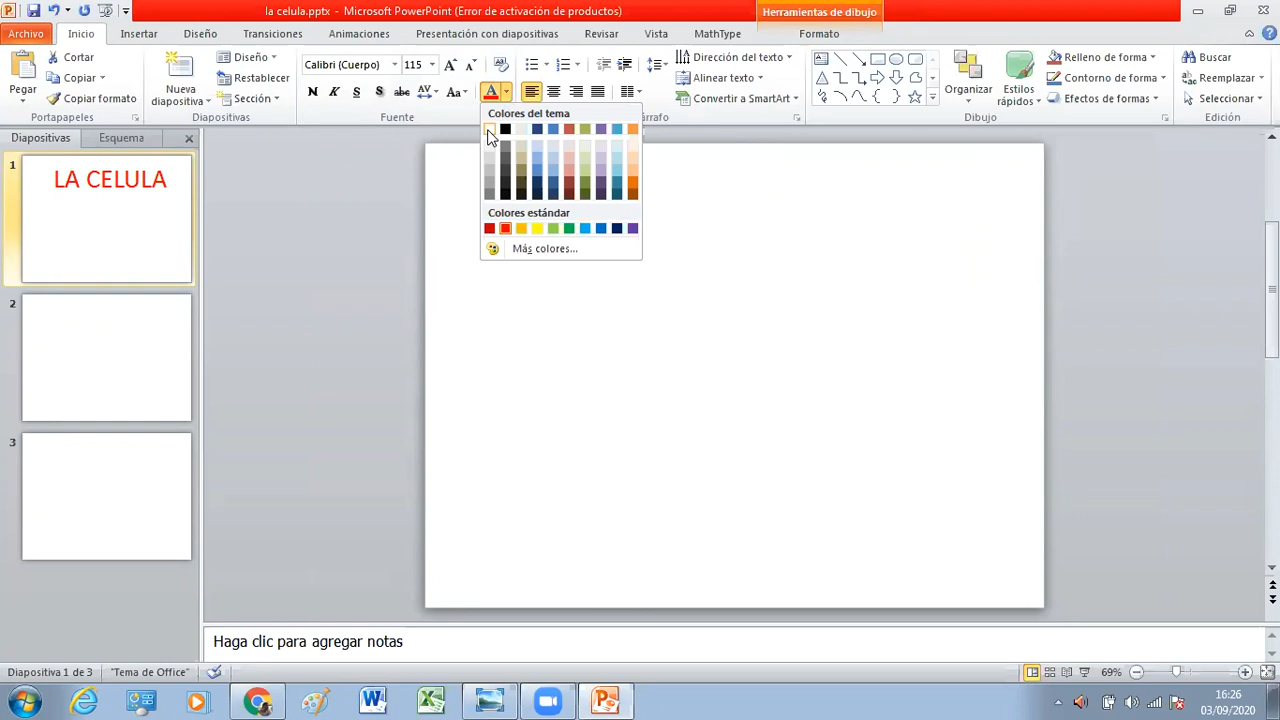 la celula.pptx - Microsoft PowerPoint (Error de activación de productos)
Herramientas de dibujo
Archivo Inicio Insertar Diseño Transiciones Animaciones Presentación con diapositivas Revisar Vista MathType Formato
Pegar
Cortar
Copiar
Copiar formato
Portapapeles
Nueva diapositiva
Diseño
Restablecer
Sección
Diapositivas
Calibri (Cuerpo) 115
N K S S abc AV Aa A
Fuente
Dirección del texto
Alinear texto
Convertir a SmartArt
Organizar
Estilos rápidos
Relleno de forma
Contorno de forma
Efectos de formas
Dibujo
Buscar
Reemplazar
Seleccionar
Edición
Colores del tema
Colores estándar
Más colores...
Diapositivas Esquema
1
LA CELULA
2
3
Haga clic para agregar notas
Diapositiva 1 de 3 "Tema de Office" 69%
16:26
03/09/2020